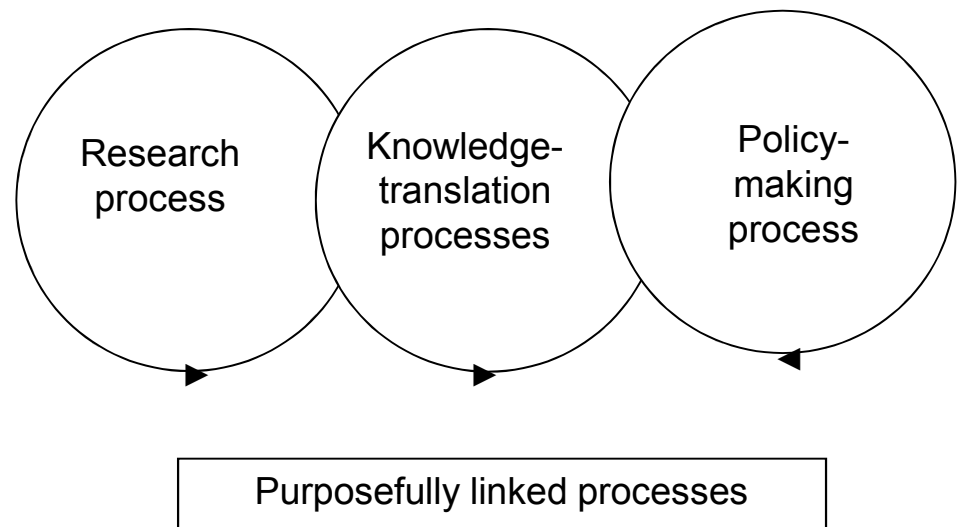 Research
process
Knowledge-
translation
processes
Policy-
making
process
Purposefully linked processes